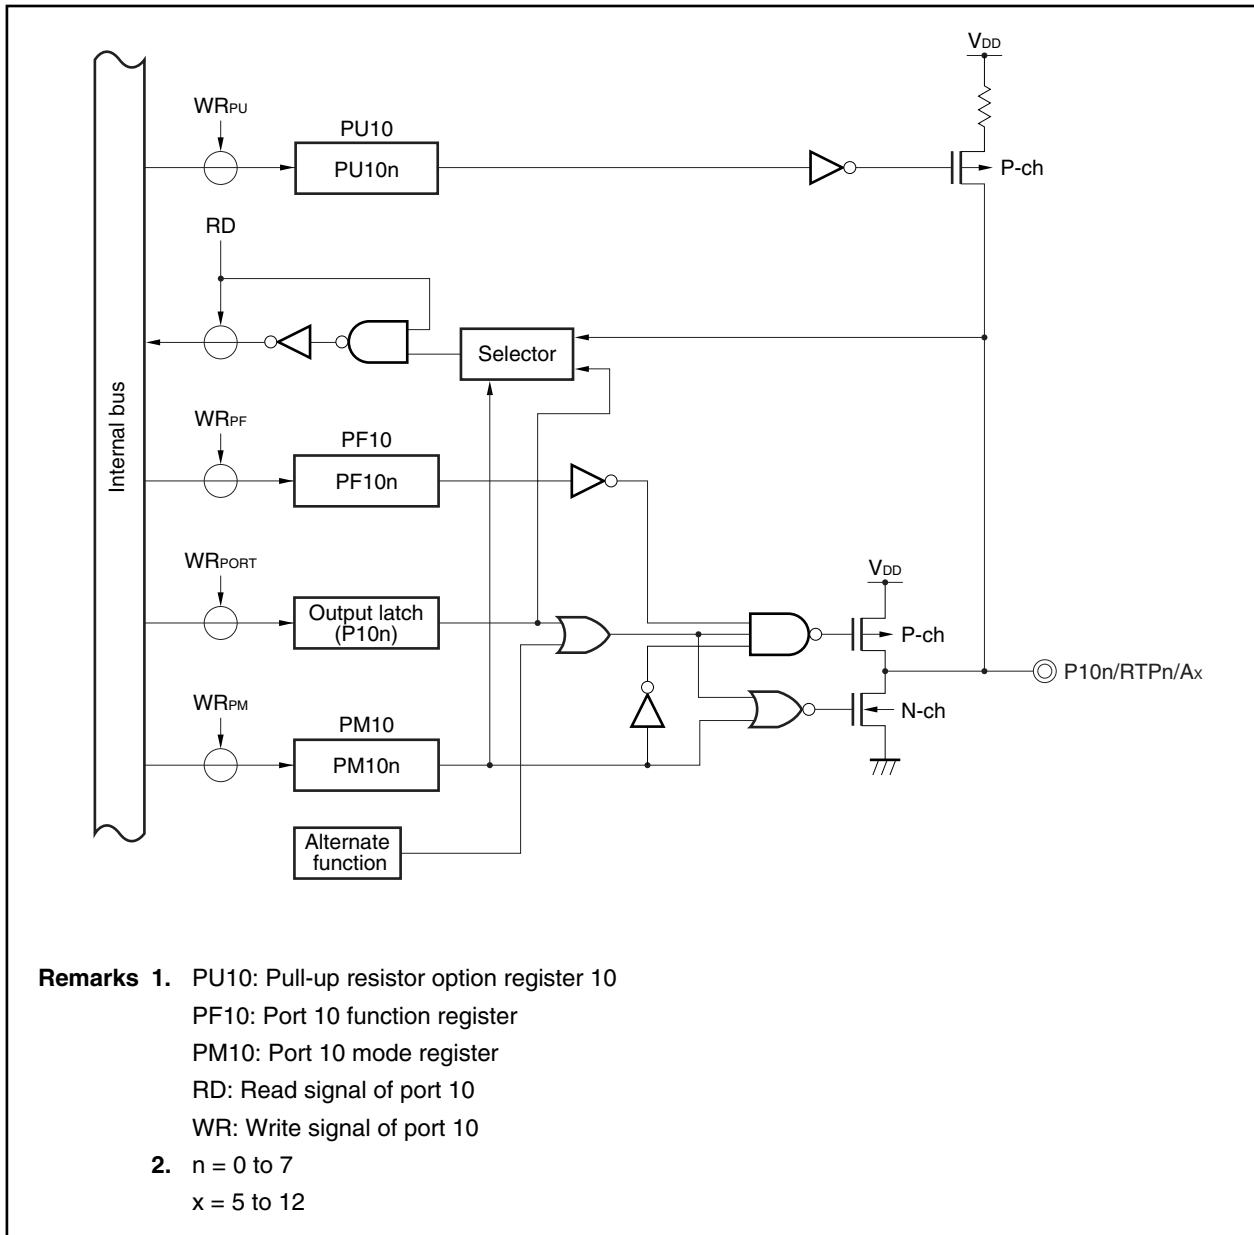 VDD
WRPU
PU10
PU10n
P-ch
RD
Selector
Internal bus
WRPF
PF10
PF10n
WRPORT
Output latch
(P10n)
VDD
P-ch
P10n/RTPn/Ax
N-ch
WRPM
PM10
PM10n
Alternate
function
Remarks 1. PU10: Pull-up resistor option register 10
PF10: Port 10 function register
PM10: Port 10 mode register
RD: Read signal of port 10
WR: Write signal of port 10
2. n = 0 to 7
x = 5 to 12